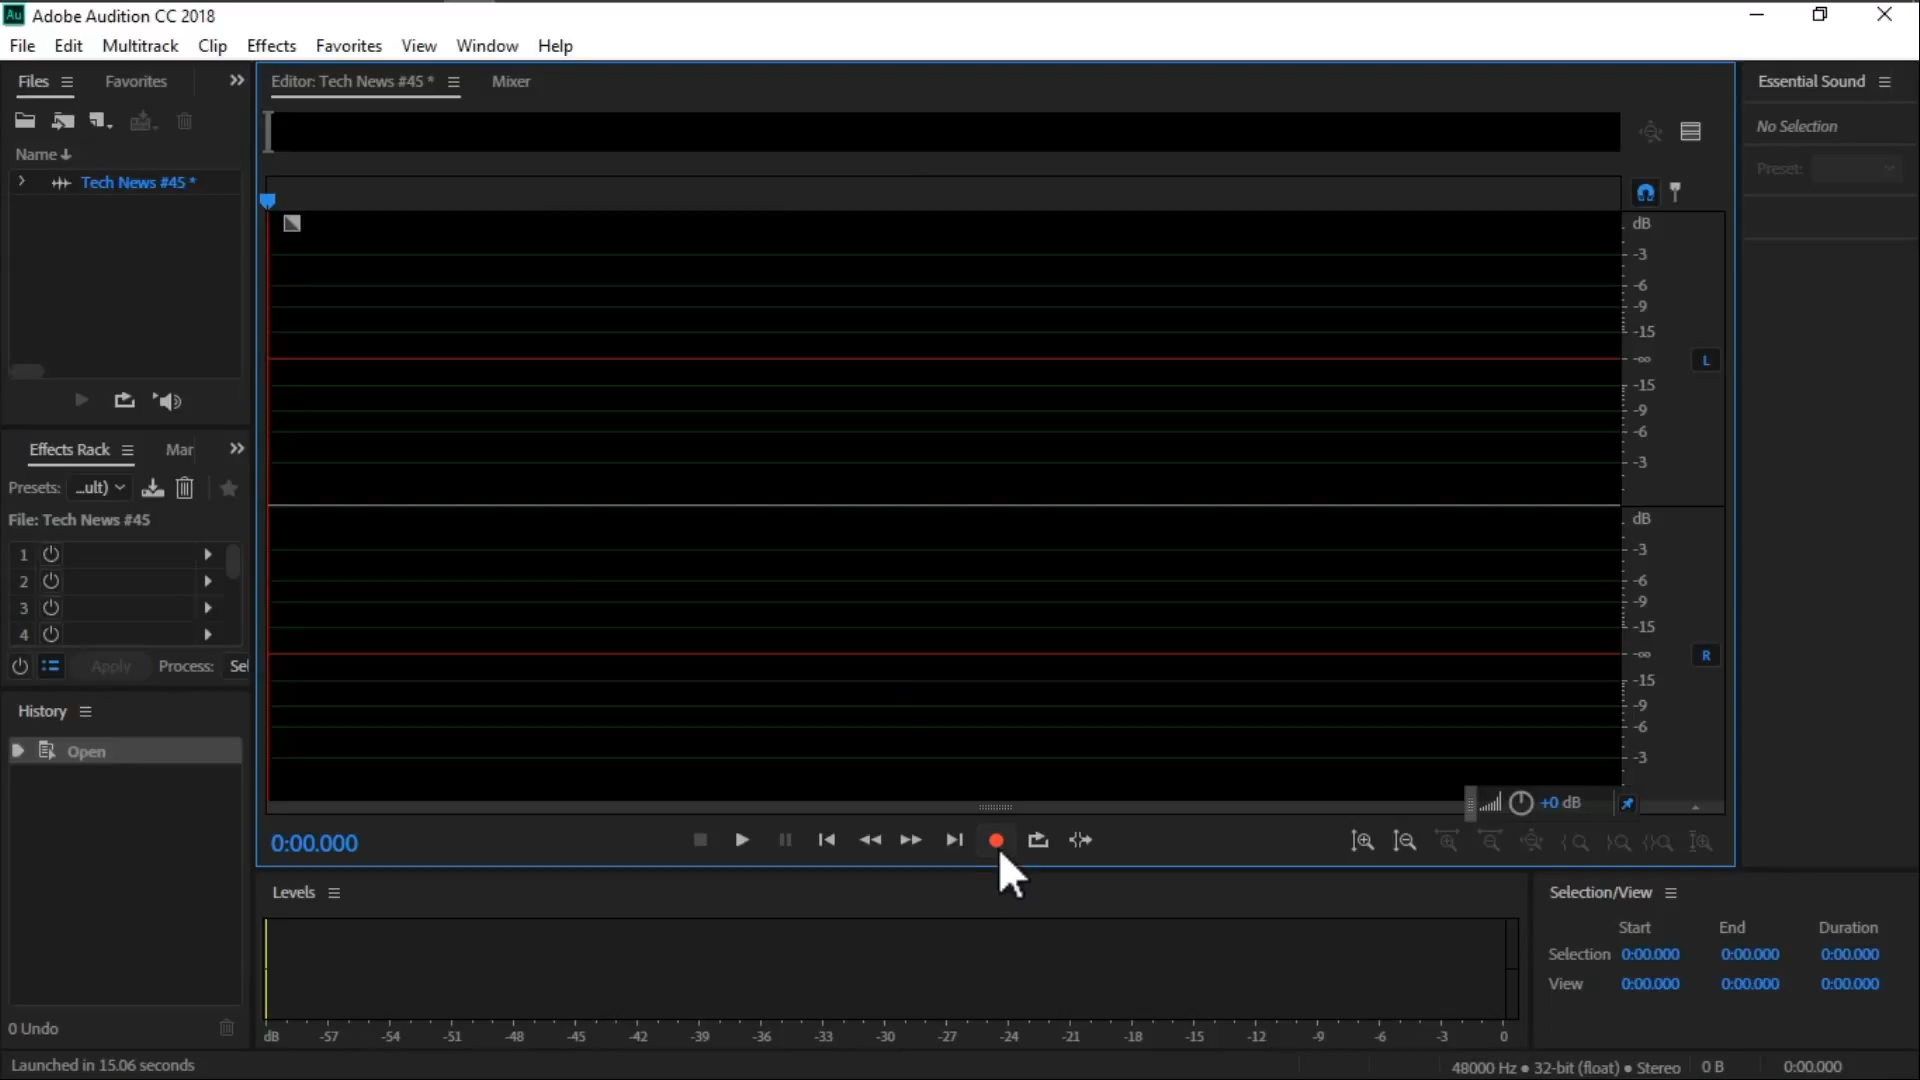 Au Adobe Audition CC 2018
File Edit Multitrack Clip Effects Favorites View Window Help
Files Favorites
Name
Tech News #45 *
Effects Rack Mar
Presets: ...ult)
File: Tech News #45
1
2
3
4
Apply Process: Sel
History
Open
0 Undo
Launched in 15.06 seconds
Editor: Tech News #45 * Mixer
dB
-3
-6
-9
-15
-∞ L
-15
-9
-6
-3
dB
-3
-6
-9
-15
-∞ R
-15
-9
-6
-3
+0 dB
0:00.000
Levels
dB -57 -54 -51 -48 -45 -42 -39 -36 -33 -30 -27 -24 -21 -18 -15 -12 -9 -6 -3 0
Essential Sound
No Selection
Preset:
Selection/View
Start End Duration
Selection 0:00.000 0:00.000 0:00.000
View 0:00.000 0:00.000 0:00.000
48000 Hz ● 32-bit (float) ● Stereo 0 B 0:00.000